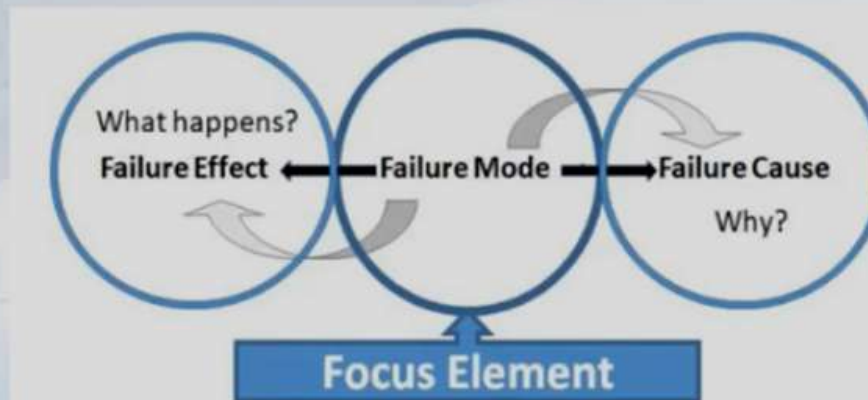 What happens?
Failure Effect
Failure Mode
Failure Cause
Why?
Focus Element